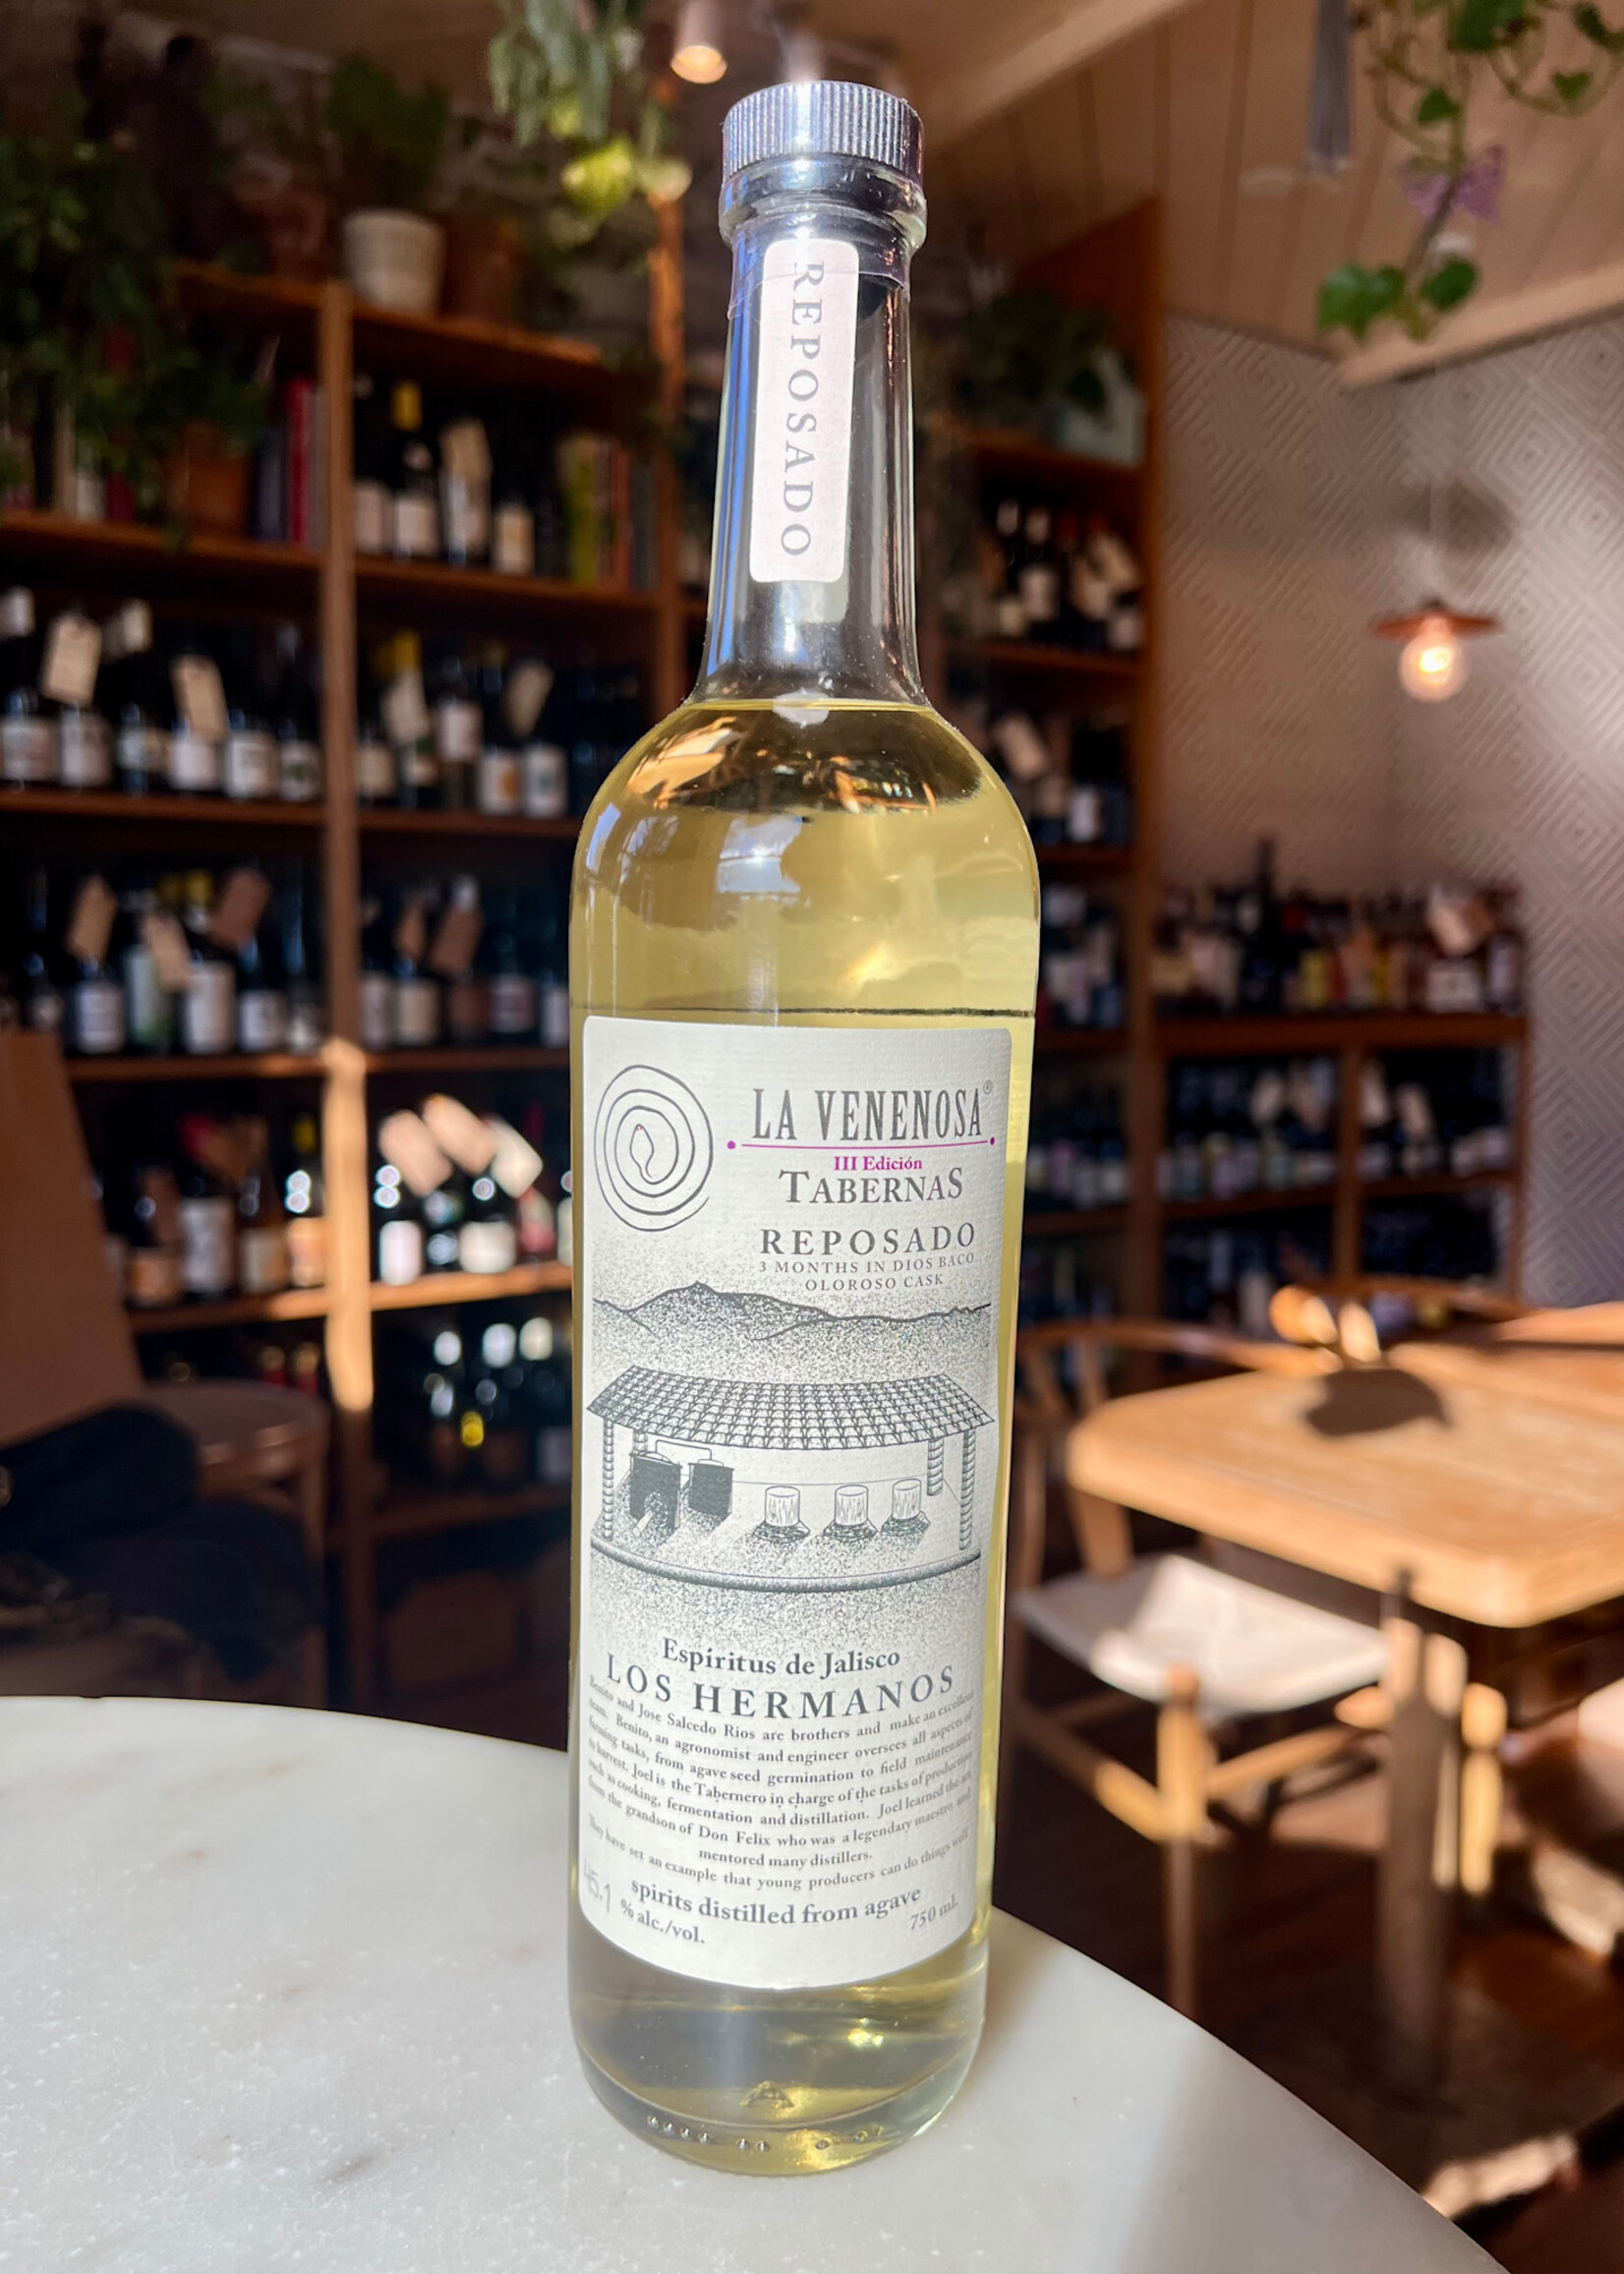 REPOSADO
LA VENENOSA®
III Edición
TABERNAS
REPOSADO
3 MONTHS IN DIOS BACO
OLOROSO CASK
Espíritus de Jalisco
LOS HERMANOS
Benito and Jose Salcedo Rios are brothers and make an excellent
team. Benito, an agronomist and engineer oversees all aspects of
farming tasks, from agave seed germination to field maintenance
to harvest. Joel is the Tabernero in charge of the tasks of production
such as cooking, fermentation and distillation. Joel learned the art
from the grandson of Don Felix who was a legendary maestro and
mentored many distillers.
They have set an example that young producers can do things well.
spirits distilled from agave
45.1 % alc./vol.
750 ml.